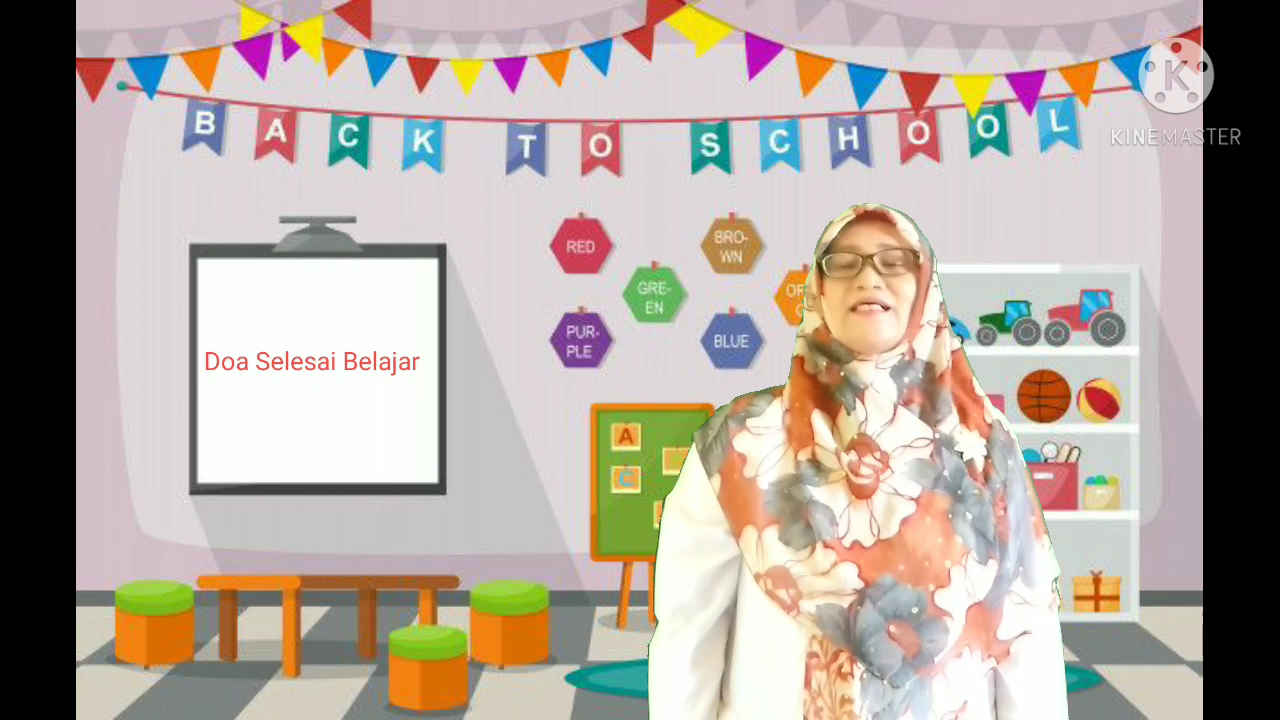 BACK TO SCHOOL
KINEMASTER
RED
BRO-
WN
GRE-
EN
PUR-
PLE
BLUE
Doa Selesai Belajar
A
C